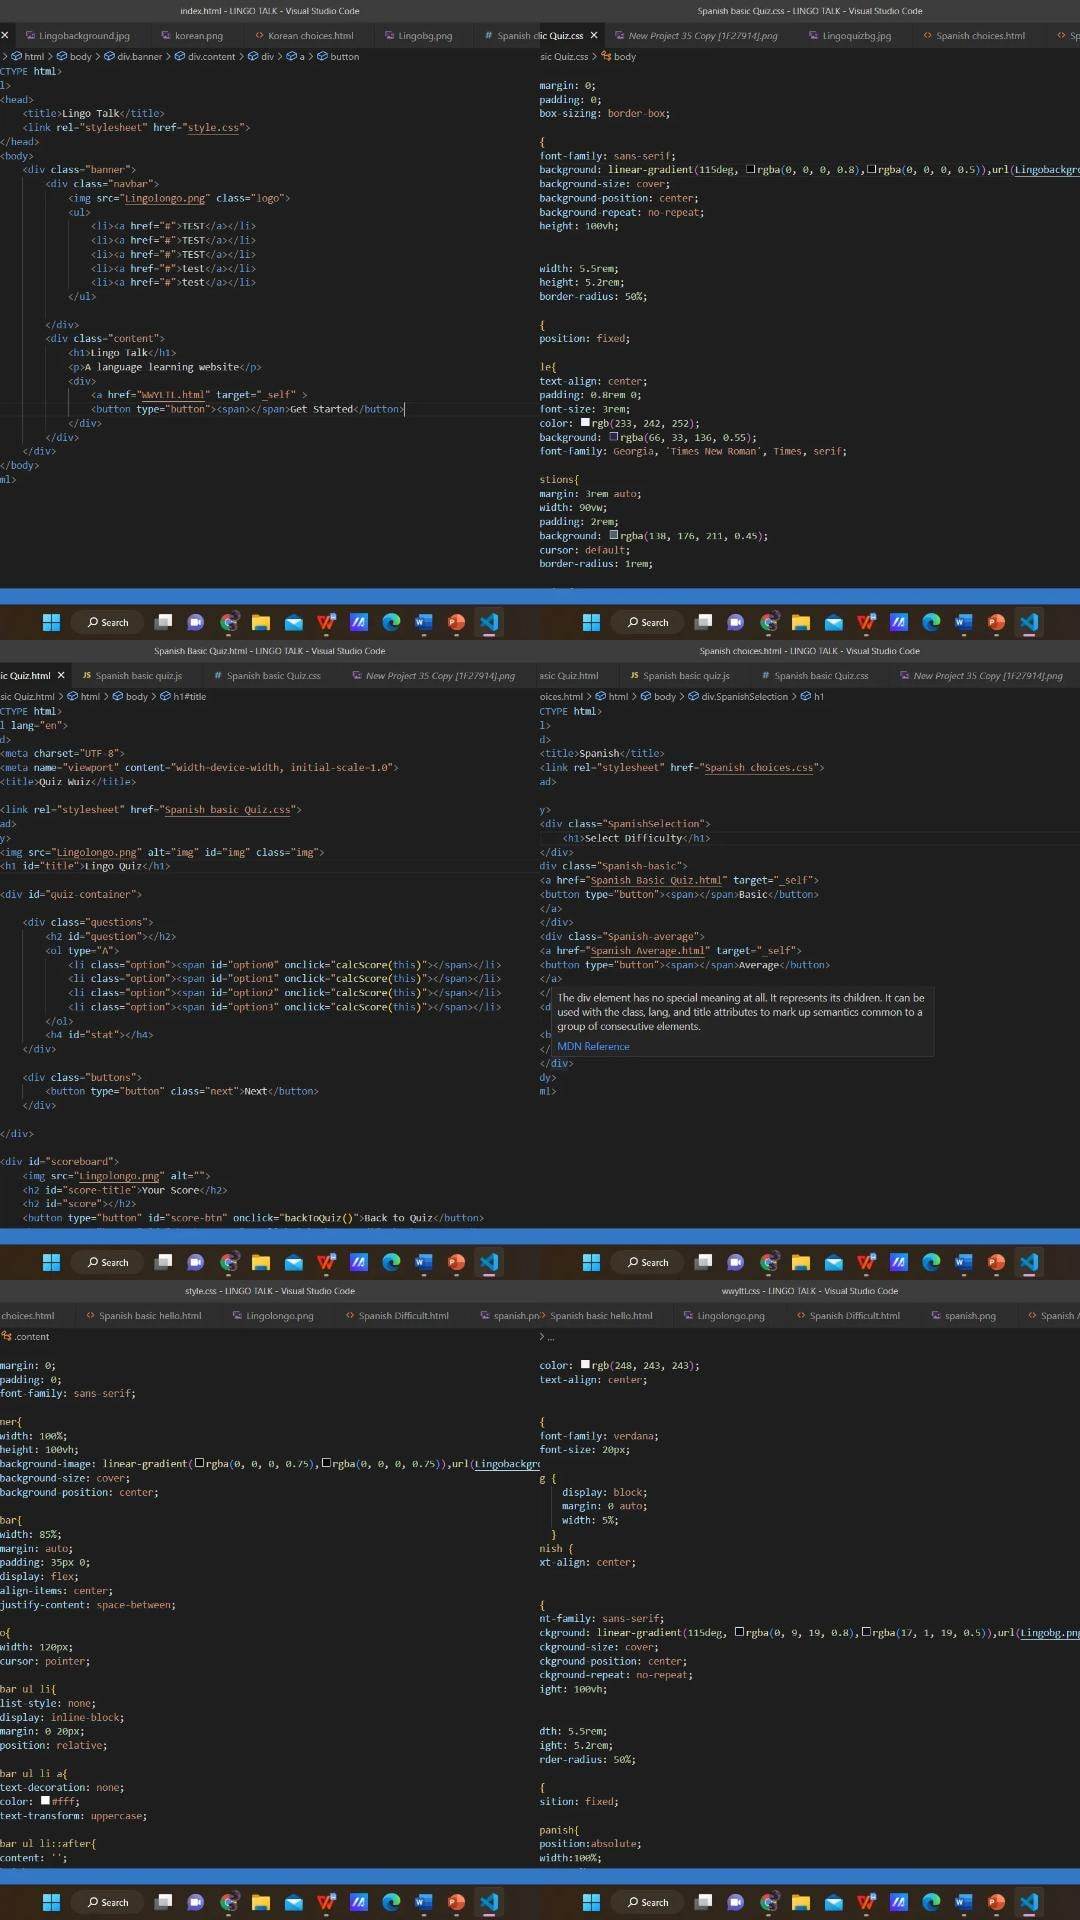 index.html - LINGO TALK - Visual Studio Code
Lingobackground.jpg korean.png Korean choices.html Lingobg.png Spanish
> html > body > div.banner > div.content > div > a > button
CTYPE html>
l>
<head>
<title>Lingo Talk</title>
<link rel="stylesheet" href="style.css">
</head>
<body>
<div class="banner">
<div class="navbar">
<img src="Lingolongo.png" class="logo">
<ul>
<li><a href="#">TEST</a></li>
<li><a href="#">TEST</a></li>
<li><a href="#">TEST</a></li>
<li><a href="#">test</a></li>
<li><a href="#">test</a></li>
</ul>
</div>
<div class="content">
<h1>Lingo Talk</h1>
<p>A language learning website</p>
<div>
<a href="WWYLTL.html" target="_self" >
<button type="button"><span></span>Get Started</button>
</div>
</div>
</div>
</body>
ml>
Search
Spanish basic Quiz.css - LINGO TALK - Visual Studio Code
ic Quiz.css New Project 35 Copy [1F27914].png Lingoquizbg.jpg Spanish choices.html Sp
sic Quiz.css > body
margin: 0;
padding: 0;
box-sizing: border-box;
{
font-family: sans-serif;
background: linear-gradient(115deg, rgba(0, 0, 0, 0.8),rgba(0, 0, 0, 0.5)),url(Lingobackgro
background-size: cover;
background-position: center;
background-repeat: no-repeat;
height: 100vh;
width: 5.5rem;
height: 5.2rem;
border-radius: 50%;
{
position: fixed;
le{
text-align: center;
padding: 0.8rem 0;
font-size: 3rem;
color: rgb(233, 242, 252);
background: rgba(66, 33, 136, 0.55);
font-family: Georgia, 'Times New Roman', Times, serif;
stions{
margin: 3rem auto;
width: 90vw;
padding: 2rem;
background: rgba(138, 176, 211, 0.45);
cursor: default;
border-radius: 1rem;
Search
Spanish Basic Quiz.html - LINGO TALK - Visual Studio Code
ic Quiz.html JS Spanish basic quiz.js # Spanish basic Quiz.css New Project 35 Copy [1F27914].png
sic Quiz.html > html > body > h1#title
CTYPE html>
l lang="en">
d>
<meta charset="UTF-8">
<meta name="viewport" content="width=device-width, initial-scale=1.0">
<title>Quiz Wuiz</title>
<link rel="stylesheet" href="Spanish basic Quiz.css">
ad>
y>
<img src="Lingolongo.png" alt="img" id="img" class="img">
<h1 id="title">Lingo Quiz</h1>
<div id="quiz-container">
<div class="questions">
<h2 id="question"></h2>
<ol type="A">
<li class="option"><span id="option0" onclick="calcScore(this)"></span></li>
<li class="option"><span id="option1" onclick="calcScore(this)"></span></li>
<li class="option"><span id="option2" onclick="calcScore(this)"></span></li>
<li class="option"><span id="option3" onclick="calcScore(this)"></span></li>
</ol>
<h4 id="stat"></h4>
</div>
<div class="buttons">
<button type="button" class="next">Next</button>
</div>
</div>
<div id="scoreboard">
<img src="Lingolongo.png" alt="">
<h2 id="score-title">Your Score</h2>
<h2 id="score"></h2>
<button type="button" id="score-btn" onclick="backToQuiz()">Back to Quiz</button>
Search
Spanish choices.html - LINGO TALK - Visual Studio Code
asic Quiz.html JS Spanish basic quiz.js # Spanish basic Quiz.css New Project 35 Copy [1F27914].png
oices.html > html > body > div.SpanishSelection > h1
CTYPE html>
l>
d>
<title>Spanish</title>
<link rel="stylesheet" href="Spanish choices.css">
ad>
y>
<div class="SpanishSelection">
<h1>Select Difficulty</h1>
</div>
div class="Spanish-basic">
<a href="Spanish Basic Quiz.html" target="_self">
<button type="button"><span></span>Basic</button>
</a>
</div>
<div class="Spanish-average">
<a href="Spanish Average.html" target="_self">
<button type="button"><span></span>Average</button>
</a>
</
The div element has no special meaning at all. It represents its children. It can be
<d
used with the class, lang, and title attributes to mark up semantics common to a
group of consecutive elements.
<b
MDN Reference
</
</div>
dy>
ml>
Search
style.css - LINGO TALK - Visual Studio Code
choices.html Spanish basic hello.html Lingolongo.png Spanish Difficult.html spanish.pn
.content
margin: 0;
padding: 0;
font-family: sans-serif;
ner{
width: 100%;
height: 100vh;
background-image: linear-gradient(rgba(0, 0, 0, 0.75),rgba(0, 0, 0, 0.75)),url(Lingobackgro
background-size: cover;
background-position: center;
bar{
width: 85%;
margin: auto;
padding: 35px 0;
display: flex;
align-items: center;
justify-content: space-between;
o{
width: 120px;
cursor: pointer;
bar ul li{
list-style: none;
display: inline-block;
margin: 0 20px;
position: relative;
bar ul li a{
text-decoration: none;
color: #fff;
text-transform: uppercase;
bar ul li::after{
content: '';
Search
wwyltl.css - LINGO TALK - Visual Studio Code
Spanish basic hello.html Lingolongo.png Spanish Difficult.html spanish.png Spanish A
> ...
color: rgb(248, 243, 243);
text-align: center;
{
font-family: verdana;
font-size: 20px;
g {
display: block;
margin: 0 auto;
width: 5%;
}
nish {
xt-align: center;
{
nt-family: sans-serif;
ckground: linear-gradient(115deg, rgba(0, 9, 19, 0.8),rgba(17, 1, 19, 0.5)),url(Lingobg.png
ckground-size: cover;
ckground-position: center;
ckground-repeat: no-repeat;
ight: 100vh;
dth: 5.5rem;
ight: 5.2rem;
rder-radius: 50%;
{
sition: fixed;
panish{
position:absolute;
width:100%;
Search